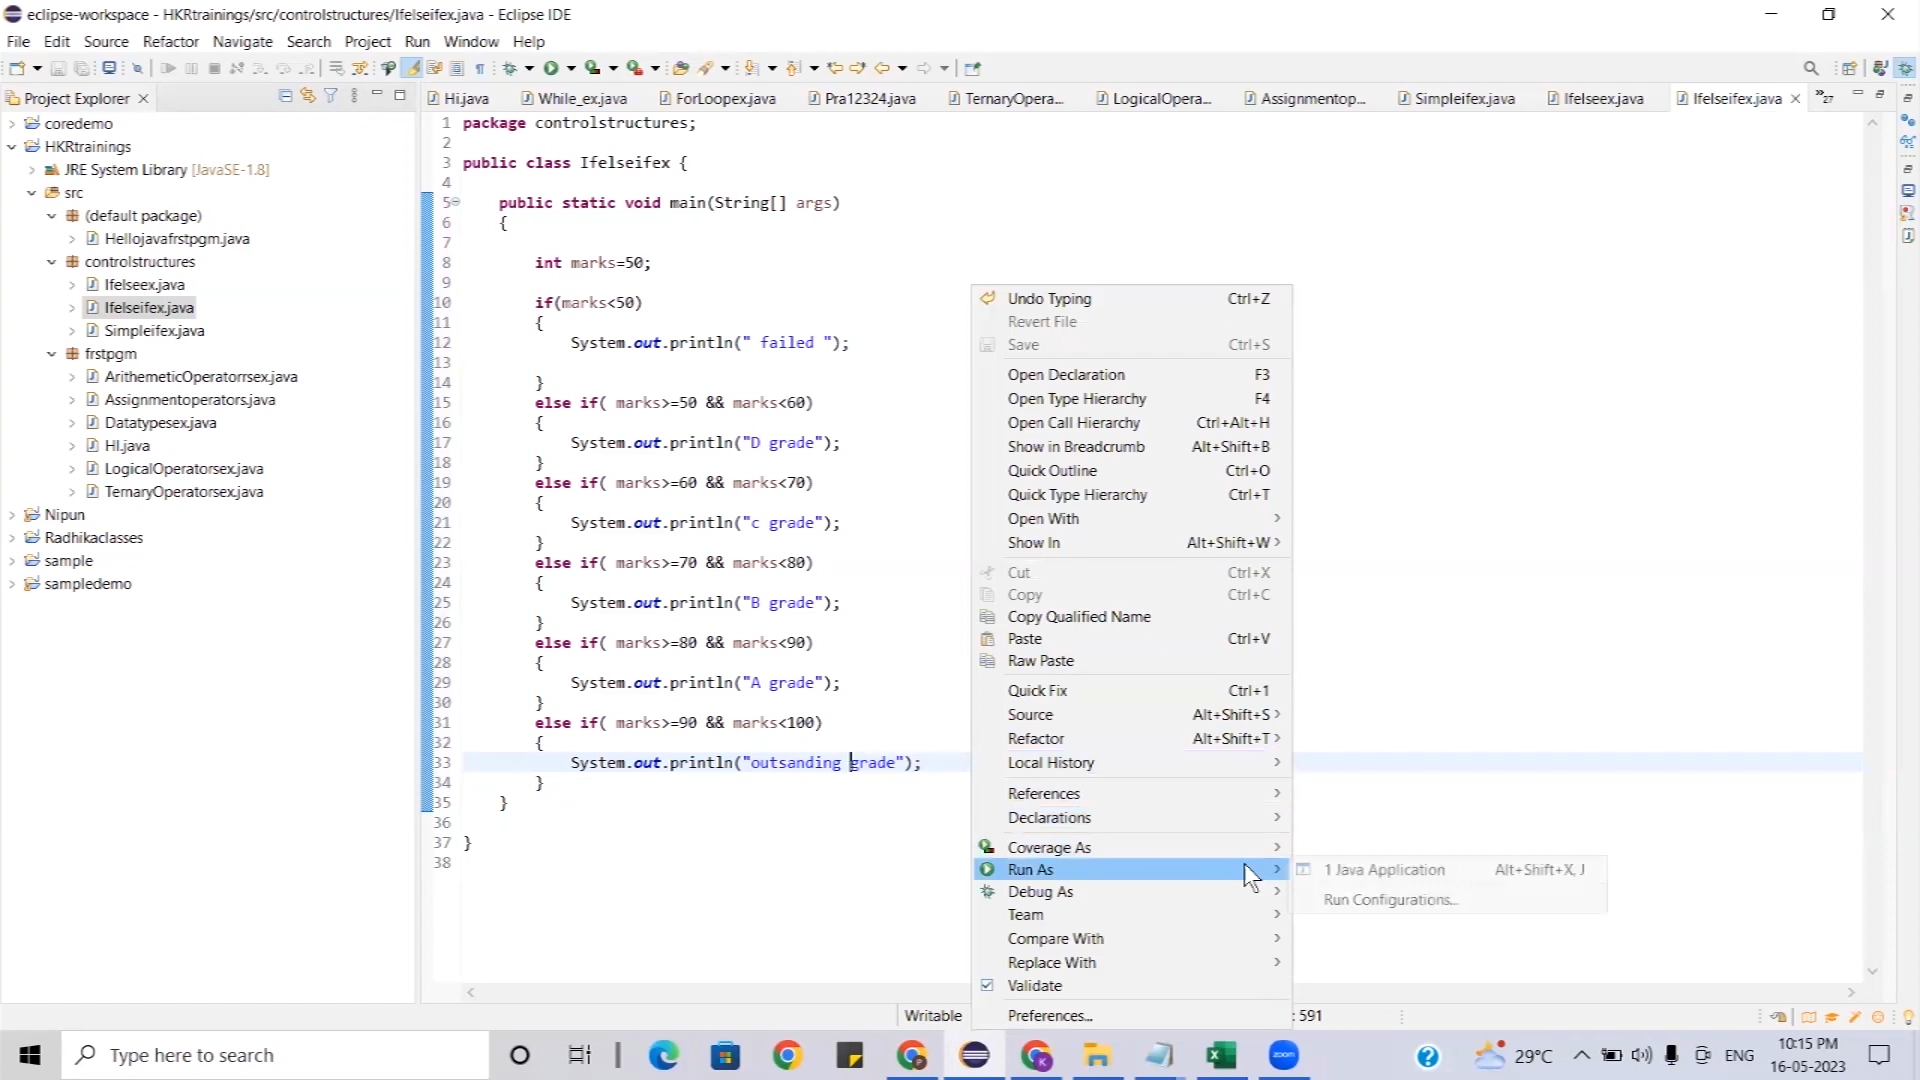 eclipse-workspace - HKRtrainings/src/controlstructures/Ifelseifex.java - Eclipse IDE
File Edit Source Refactor Navigate Search Project Run Window Help
Project Explorer
Hi.java While_ex.java ForLoopex.java Pra12324.java TernaryOpera... LogicalOpera... Assignmentop... Simpleifex.java Ifelseex.java Ifelseifex.java »27
coredemo
HKRtrainings
JRE System Library [JavaSE-1.8]
src
(default package)
Hellojavafrstpgm.java
controlstructures
Ifelseex.java
Ifelseifex.java
Simpleifex.java
frstpgm
ArithemeticOperatorrsex.java
Assignmentoperators.java
Datatypesex.java
HI.java
LogicalOperatorsex.java
TernaryOperatorsex.java
Nipun
Radhikaclasses
sample
sampledemo
1 package controlstructures;
2
3 public class Ifelseifex {
4
5 public static void main(String[] args)
6 {
7
8 int marks=50;
9
10 if(marks<50)
11 {
12 System.out.println(" failed ");
13
14 }
15 else if( marks>=50 && marks<60)
16 {
17 System.out.println("D grade");
18 }
19 else if( marks>=60 && marks<70)
20 {
21 System.out.println("c grade");
22 }
23 else if( marks>=70 && marks<80)
24 {
25 System.out.println("B grade");
26 }
27 else if( marks>=80 && marks<90)
28 {
29 System.out.println("A grade");
30 }
31 else if( marks>=90 && marks<100)
32 {
33 System.out.println("outsanding grade");
34 }
35 }
36
37 }
38
Undo Typing Ctrl+Z
Revert File
Save Ctrl+S
Open Declaration F3
Open Type Hierarchy F4
Open Call Hierarchy Ctrl+Alt+H
Show in Breadcrumb Alt+Shift+B
Quick Outline Ctrl+O
Quick Type Hierarchy Ctrl+T
Open With
Show In Alt+Shift+W
Cut Ctrl+X
Copy Ctrl+C
Copy Qualified Name
Paste Ctrl+V
Raw Paste
Quick Fix Ctrl+1
Source Alt+Shift+S
Refactor Alt+Shift+T
Local History
References
Declarations
Coverage As
Run As
Debug As
Team
Compare With
Replace With
Validate
Preferences...
1 Java Application Alt+Shift+X, J
Run Configurations...
Writable : 591
Type here to search
zoom
29°C ENG 10:15 PM
16-05-2023